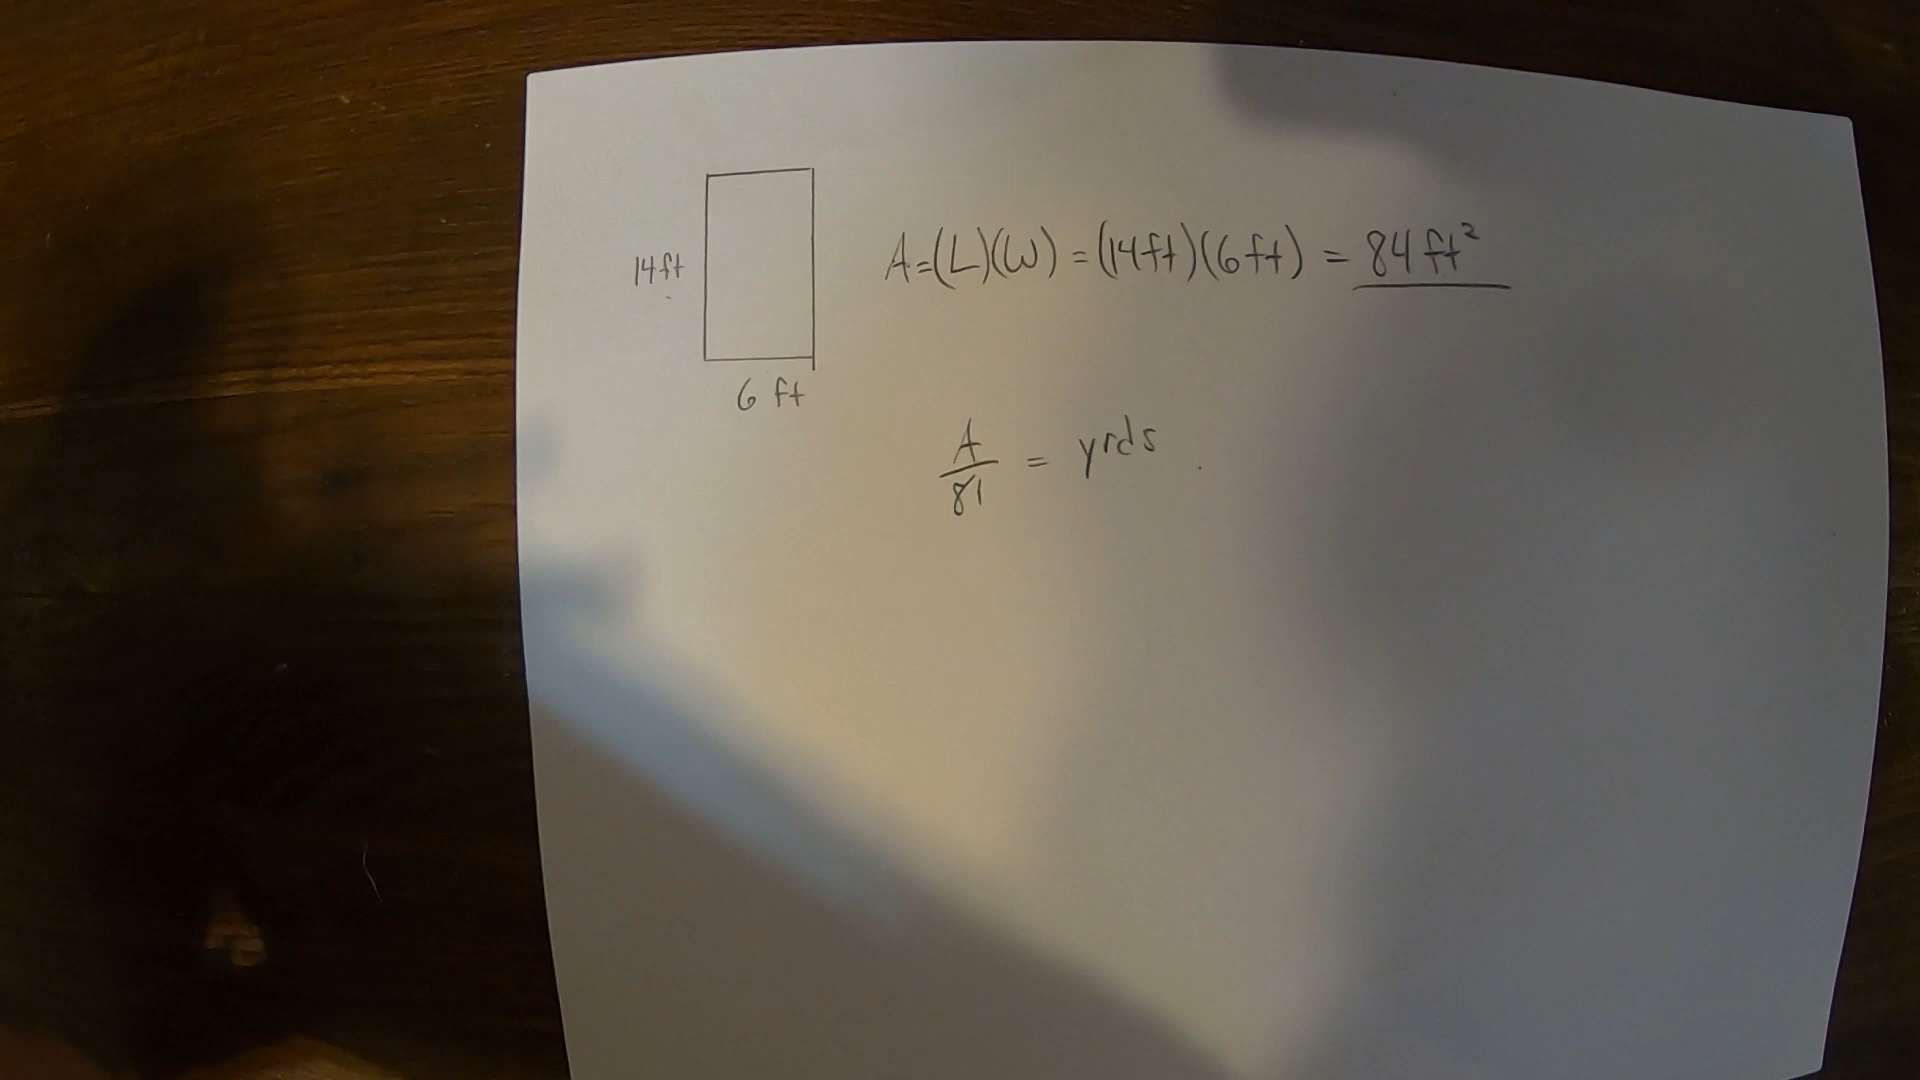 14ft
A=(L)(W) = (14ft)(6ft) = 84 ft²
6 ft
A/81 = yrds